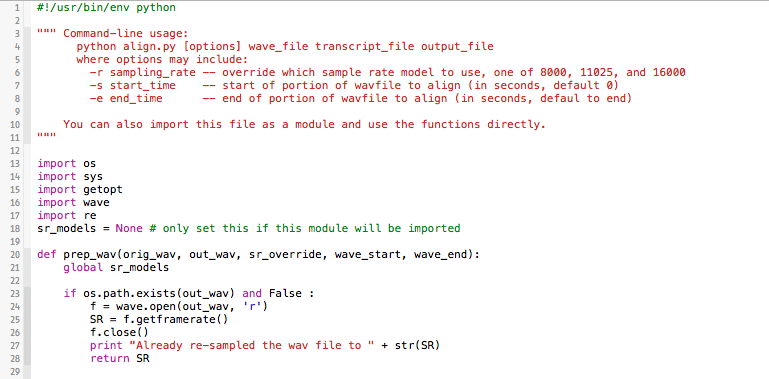 1 #!/usr/bin/env python
2
3 """ Command-line usage:
4 python align.py [options] wave_file transcript_file output_file
5 where options may include:
6 -r sampling_rate -- override which sample rate model to use, one of 8000, 11025, and 16000
7 -s start_time -- start of portion of wavfile to align (in seconds, default 0)
8 -e end_time -- end of portion of wavfile to align (in seconds, defaul to end)
9
10 You can also import this file as a module and use the functions directly.
11 """
12
13 import os
14 import sys
15 import getopt
16 import wave
17 import re
18 sr_models = None # only set this if this module will be imported
19
20 def prep_wav(orig_wav, out_wav, sr_override, wave_start, wave_end):
21 global sr_models
22
23 if os.path.exists(out_wav) and False :
24 f = wave.open(out_wav, 'r')
25 SR = f.getframerate()
26 f.close()
27 print "Already re-sampled the wav file to " + str(SR)
28 return SR
29